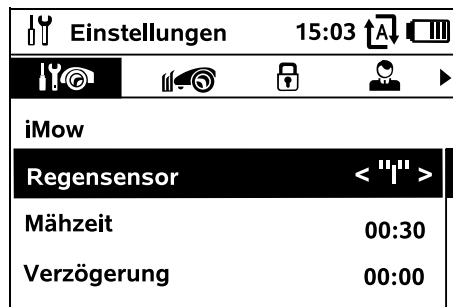 Einstellungen 15:03 A
iMow
Regensensor < "I" >
Mähzeit 00:30
Verzögerung 00:00